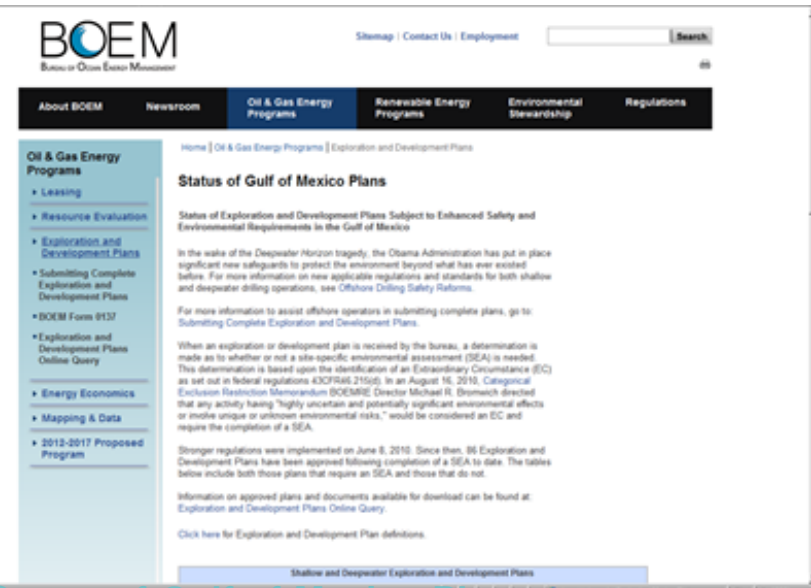 BOEM
BUREAU OF OCEAN ENERGY MANAGEMENT
Sitemap | Contact Us | Employment
Search
About BOEM
Newsroom
Oil & Gas Energy
Programs
Renewable Energy
Programs
Environmental
Stewardship
Regulations
Oil & Gas Energy
Programs
Leasing
Resource Evaluation
Exploration and
Development Plans
Submitting Complete
Exploration and
Development Plans
BOEM Form 0137
Exploration and
Development Plans
Online Query
Energy Economics
Mapping & Data
2012-2017 Proposed
Program
Home | Oil & Gas Energy Programs | Exploration and Development Plans
Status of Gulf of Mexico Plans
Status of Exploration and Development Plans Subject to Enhanced Safety and
Environmental Requirements in the Gulf of Mexico
In the wake of the Deepwater Horizon tragedy, the Obama Administration has put in place
significant new safeguards to protect the environment beyond what has ever existed
before. For more information on new applicable regulations and standards for both shallow
and deepwater drilling operations, see Offshore Drilling Safety Reforms.
For more information to assist offshore operators in submitting complete plans, go to:
Submitting Complete Exploration and Development Plans.
When an exploration or development plan is received by the bureau, a determination is
made as to whether or not a site-specific environmental assessment (SEA) is needed.
This determination is based upon the identification of an Extraordinary Circumstance (EC)
as set out in federal regulations 43CFR46.215(d). In an August 16, 2010, Categorical
Exclusion Restriction Memorandum BOEMRE Director Michael R. Bromwich directed
that any activity having "highly uncertain and potentially significant environmental effects
or involve unique or unknown environmental risks," would be considered an EC and
require the completion of a SEA.
Stronger regulations were implemented on June 8, 2010. Since then, 86 Exploration and
Development Plans have been approved following completion of a SEA to date. The tables
below include both those plans that require an SEA and those that do not.
Information on approved plans and documents available for download can be found at:
Exploration and Development Plans Online Query.
Click here for Exploration and Development Plan definitions.
Shallow and Deepwater Exploration and Development Plans